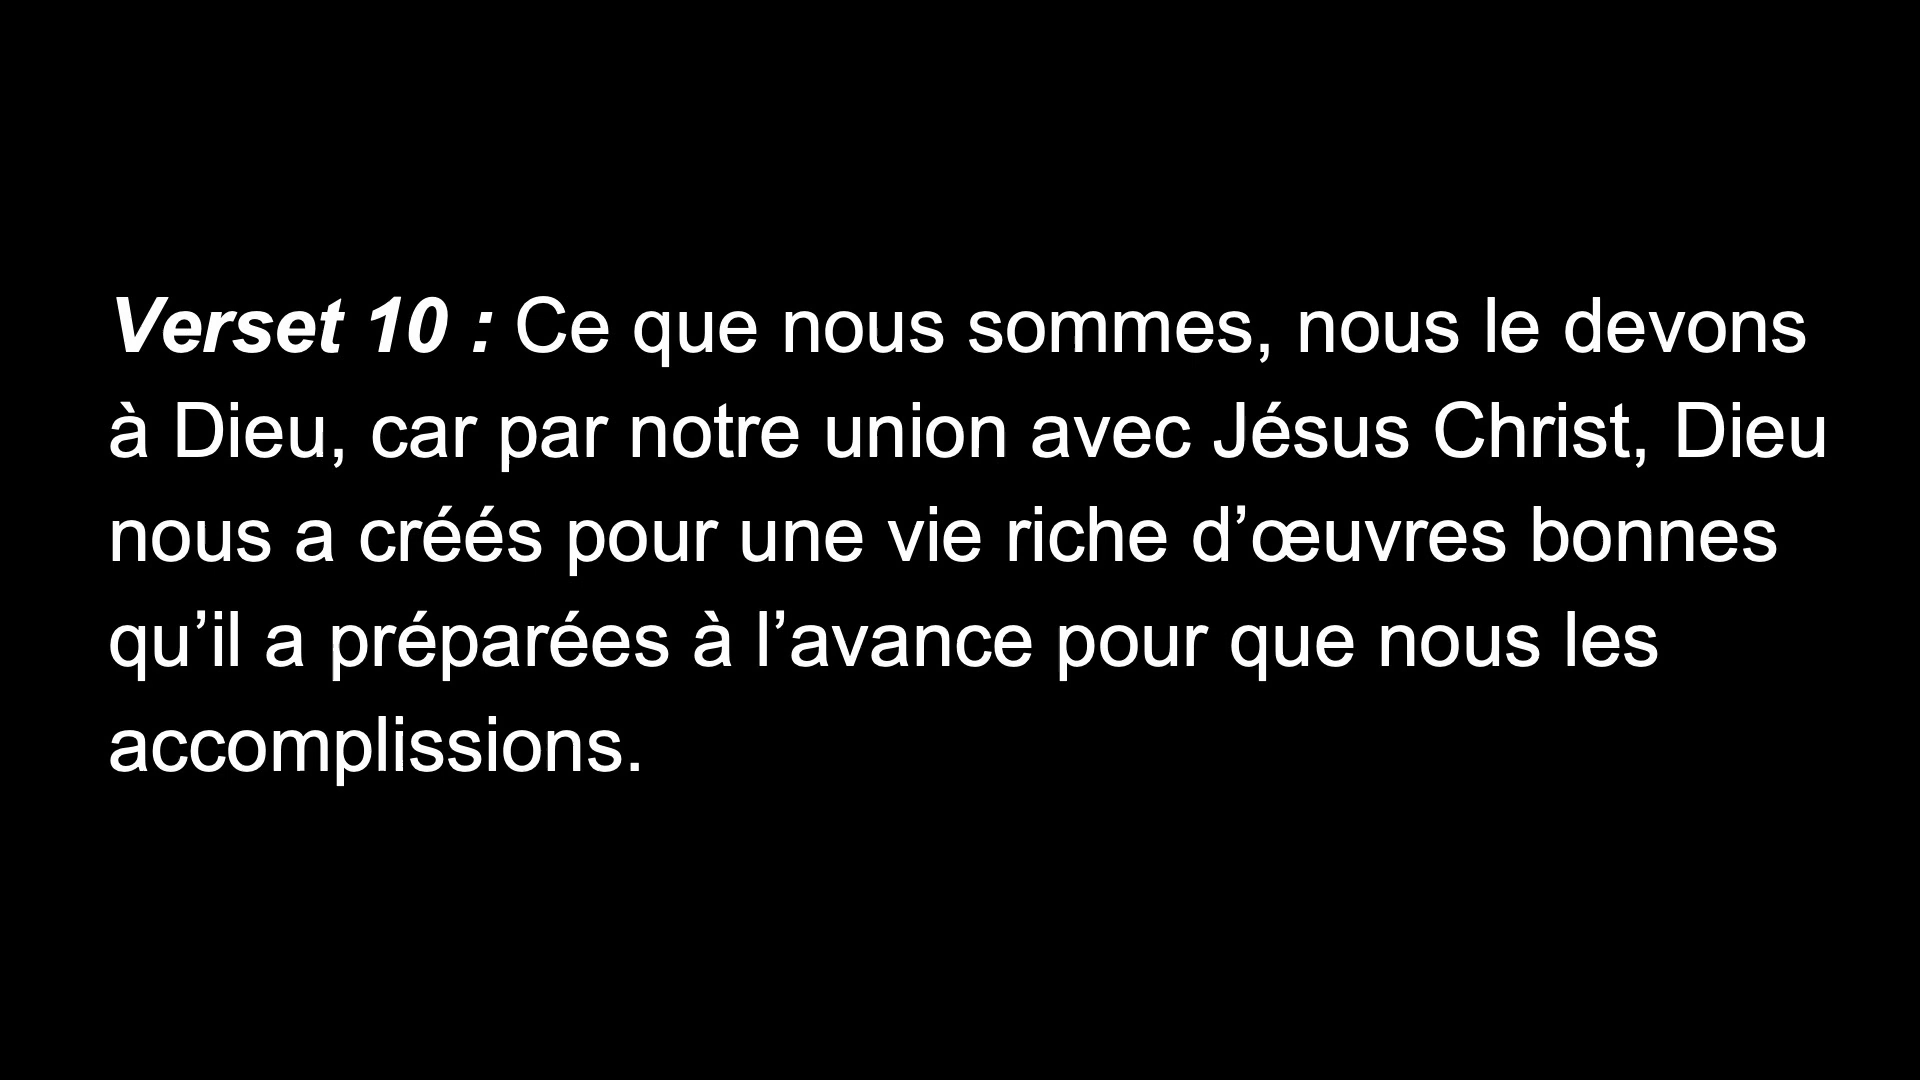 Verset 10 : Ce que nous sommes, nous le devons
à Dieu, car par notre union avec Jésus Christ, Dieu
nous a créés pour une vie riche d’œuvres bonnes
qu’il a préparées à l’avance pour que nous les
accomplissions.